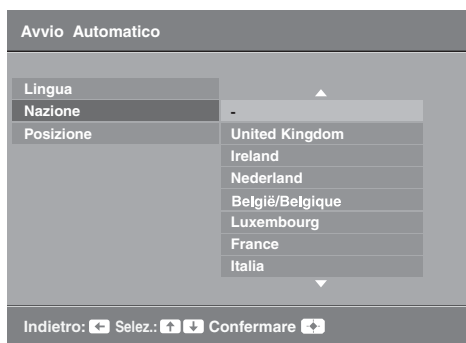 Avvio Automatico
Lingua
Nazione -
Posizione United Kingdom
Ireland
Nederland
België/Belgique
Luxembourg
France
Italia
Indietro: Selez.: Confermare